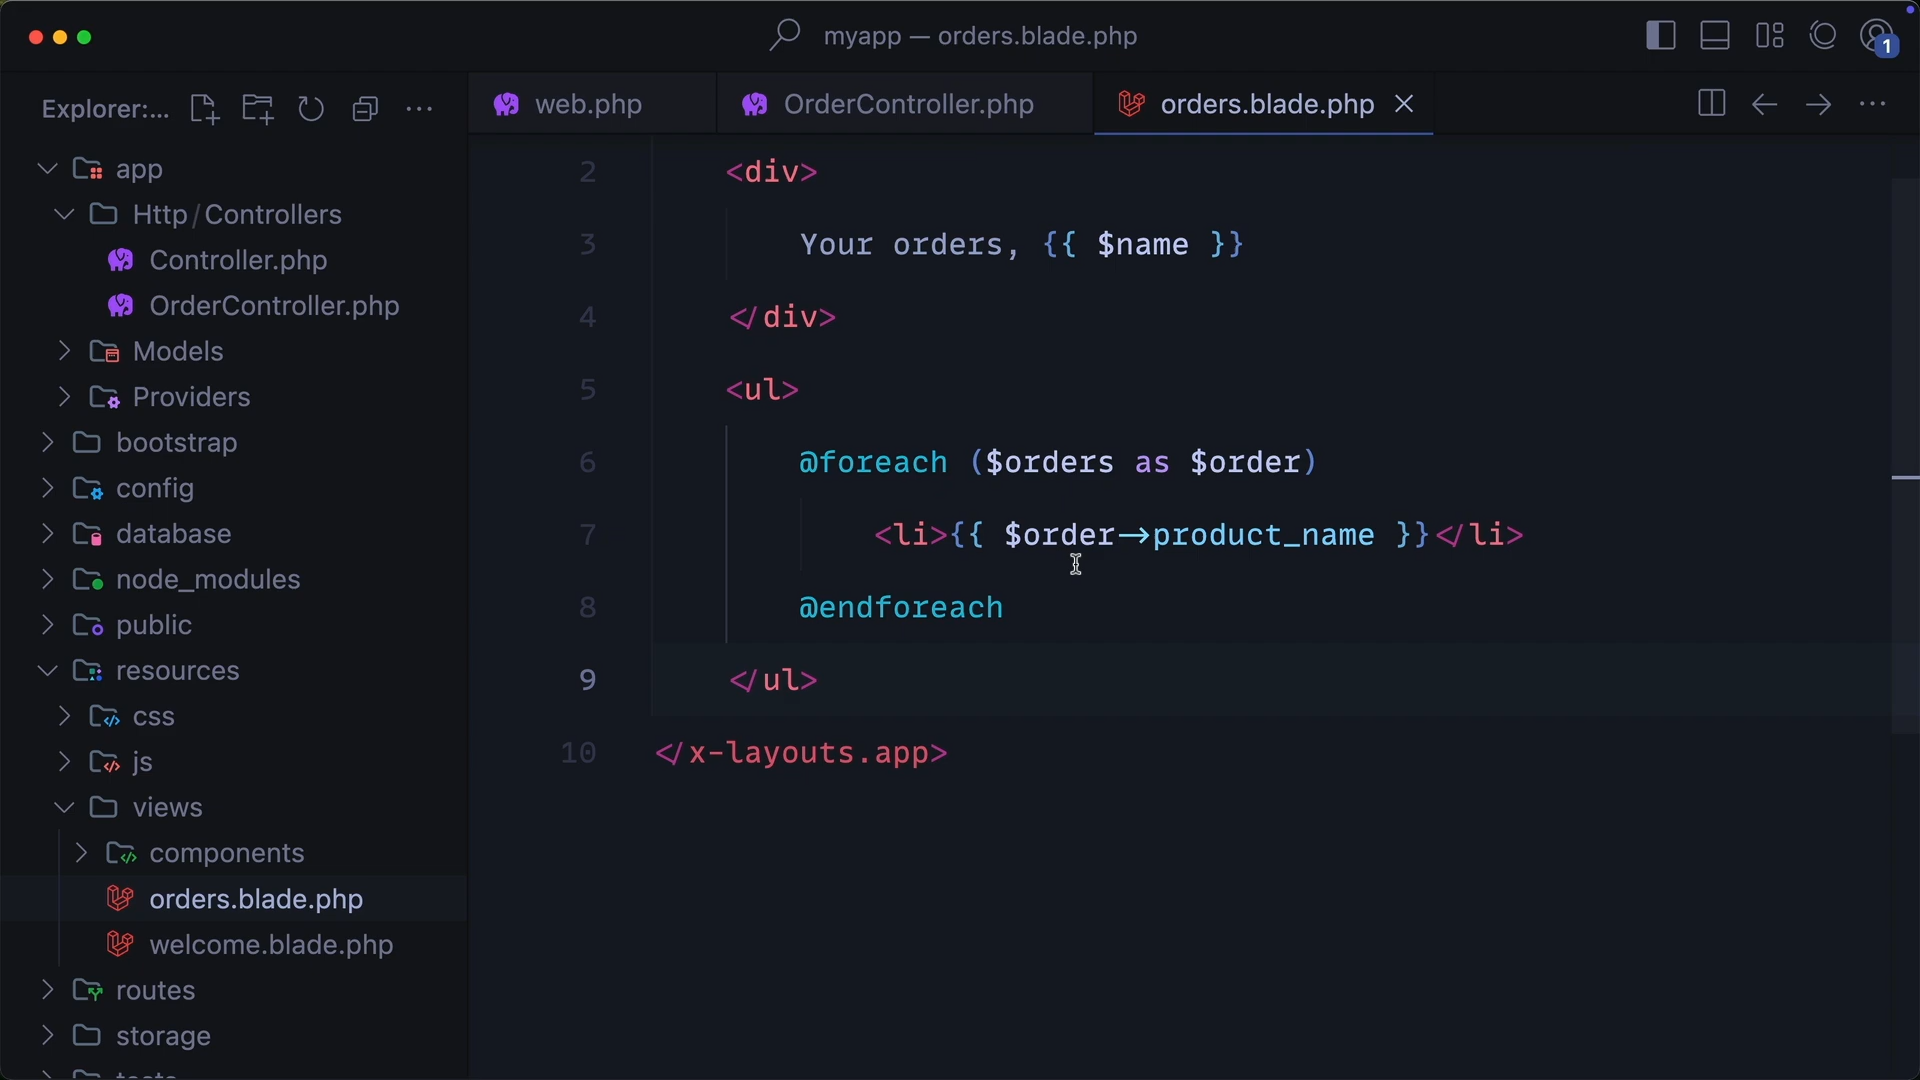 myapp — orders.blade.php
1
Explorer:...
web.php
OrderController.php
orders.blade.php
app
Http / Controllers
Controller.php
OrderController.php
Models
Providers
bootstrap
config
database
node_modules
public
resources
css
js
views
components
orders.blade.php
welcome.blade.php
routes
storage
2 <div>
3 Your orders, {{ $name }}
4 </div>
5 <ul>
6 @foreach ($orders as $order)
7 <li>{{ $order->product_name }}</li>
8 @endforeach
9 </ul>
10 </x-layouts.app>